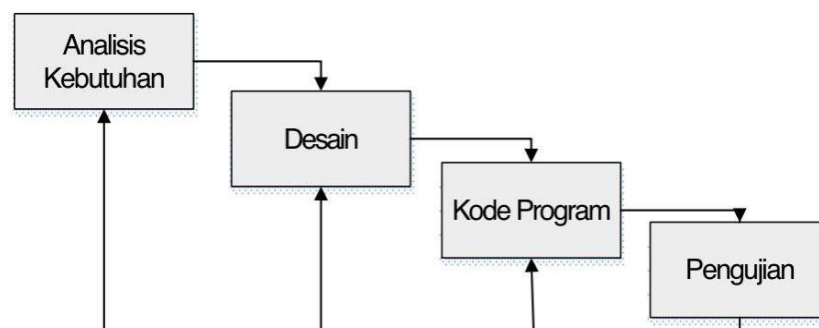 Analisis
Kebutuhan
Desain
Kode Program
Pengujian